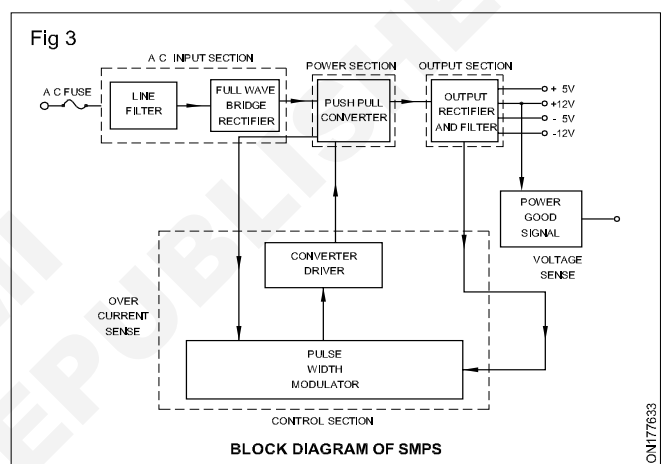 Fig 3
A C INPUT SECTION
POWER SECTION
OUTPUT SECTION
A C FUSE
LINE
FILTER
FULL WAVE
BRIDGE
RECTIFIER
PUSH PULL
CONVERTER
OUTPUT
RECTIFIER
AND FILTER
+ 5V
+12V
- 5V
-12V
POWER
GOOD
SIGNAL
VOLTAGE
SENSE
CONVERTER
DRIVER
OVER
CURRENT
SENSE
PULSE
WIDTH
MODULATOR
CONTROL SECTION
BLOCK DIAGRAM OF SMPS
ON177633